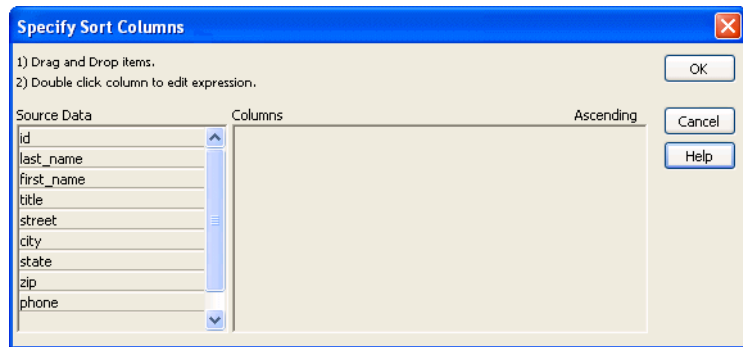 Specify Sort Columns
1) Drag and Drop items.
2) Double click column to edit expression.
OK
Source Data
Columns
Ascending
Cancel
Help
id
last_name
first_name
title
street
city
state
zip
phone